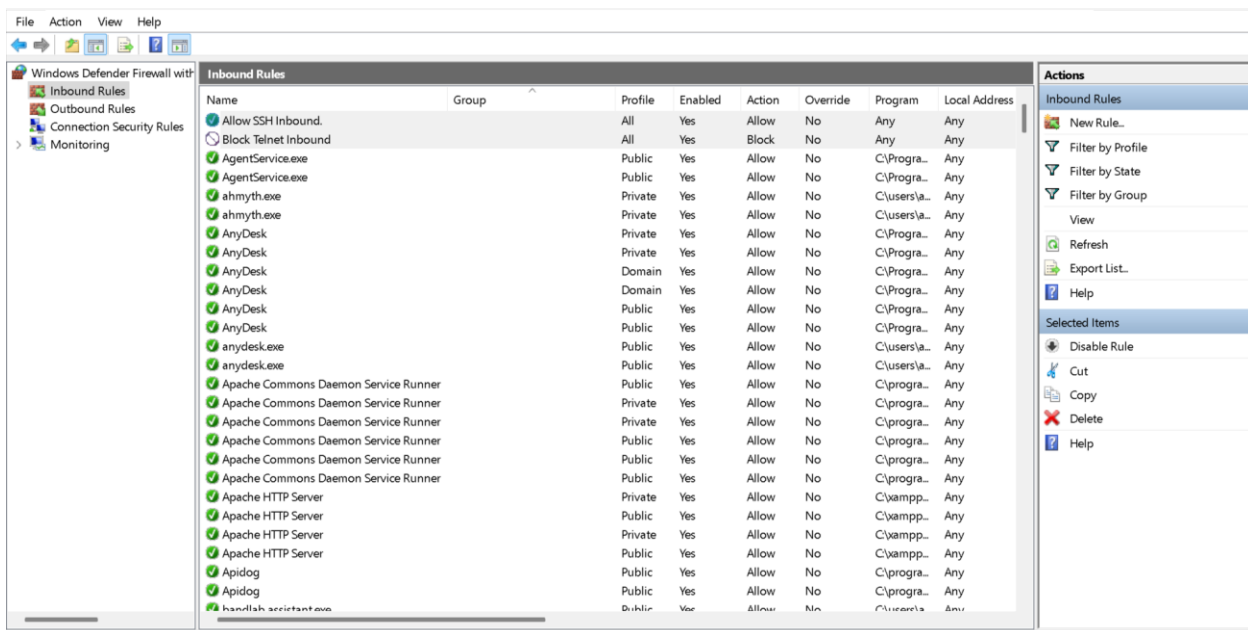 File Action View Help
Windows Defender Firewall with
Inbound Rules
Outbound Rules
Connection Security Rules
Monitoring
Inbound Rules
Name Group Profile Enabled Action Override Program Local Address
Allow SSH Inbound. All Yes Allow No Any Any
Block Telnet Inbound All Yes Block No Any Any
AgentService.exe Public Yes Allow No C:\Progra... Any
AgentService.exe Public Yes Allow No C:\Progra... Any
ahmyth.exe Private Yes Allow No C:\users\a... Any
ahmyth.exe Private Yes Allow No C:\users\a... Any
AnyDesk Private Yes Allow No C:\Progra... Any
AnyDesk Private Yes Allow No C:\Progra... Any
AnyDesk Domain Yes Allow No C:\Progra... Any
AnyDesk Domain Yes Allow No C:\Progra... Any
AnyDesk Public Yes Allow No C:\Progra... Any
AnyDesk Public Yes Allow No C:\Progra... Any
anydesk.exe Public Yes Allow No C:\users\a... Any
anydesk.exe Public Yes Allow No C:\users\a... Any
Apache Commons Daemon Service Runner Public Yes Allow No C:\progra... Any
Apache Commons Daemon Service Runner Private Yes Allow No C:\progra... Any
Apache Commons Daemon Service Runner Private Yes Allow No C:\progra... Any
Apache Commons Daemon Service Runner Public Yes Allow No C:\progra... Any
Apache Commons Daemon Service Runner Public Yes Allow No C:\progra... Any
Apache Commons Daemon Service Runner Public Yes Allow No C:\progra... Any
Apache HTTP Server Private Yes Allow No C:\xampp... Any
Apache HTTP Server Public Yes Allow No C:\xampp... Any
Apache HTTP Server Private Yes Allow No C:\xampp... Any
Apache HTTP Server Public Yes Allow No C:\xampp... Any
Apidog Public Yes Allow No C:\progra... Any
Apidog Public Yes Allow No C:\progra... Any
bandlab assistant.exe Public Yes Allow No C:\users\a... Any
Actions
Inbound Rules
New Rule...
Filter by Profile
Filter by State
Filter by Group
View
Refresh
Export List...
Help
Selected Items
Disable Rule
Cut
Copy
Delete
Help